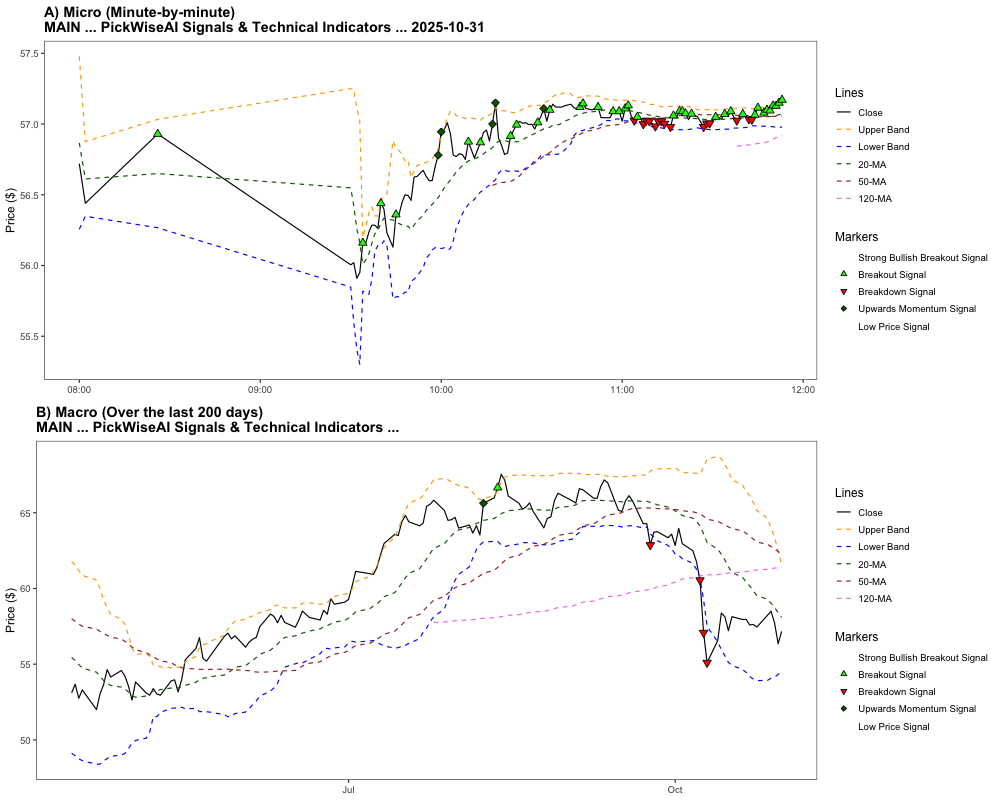 A) Micro (Minute-by-minute)
MAIN ... PickWiseAI Signals & Technical Indicators ... 2025-10-31
57.5
57.0
56.5
56.0
55.5
Price ($)
08:00
09:00
10:00
11:00
12:00
Lines
Close
Upper Band
Lower Band
20-MA
50-MA
120-MA
Markers
Strong Bullish Breakout Signal
Breakout Signal
Breakdown Signal
Upwards Momentum Signal
Low Price Signal
B) Macro (Over the last 200 days)
MAIN ... PickWiseAI Signals & Technical Indicators ...
65
60
55
50
Price ($)
Jul
Oct
Lines
Close
Upper Band
Lower Band
20-MA
50-MA
120-MA
Markers
Strong Bullish Breakout Signal
Breakout Signal
Breakdown Signal
Upwards Momentum Signal
Low Price Signal